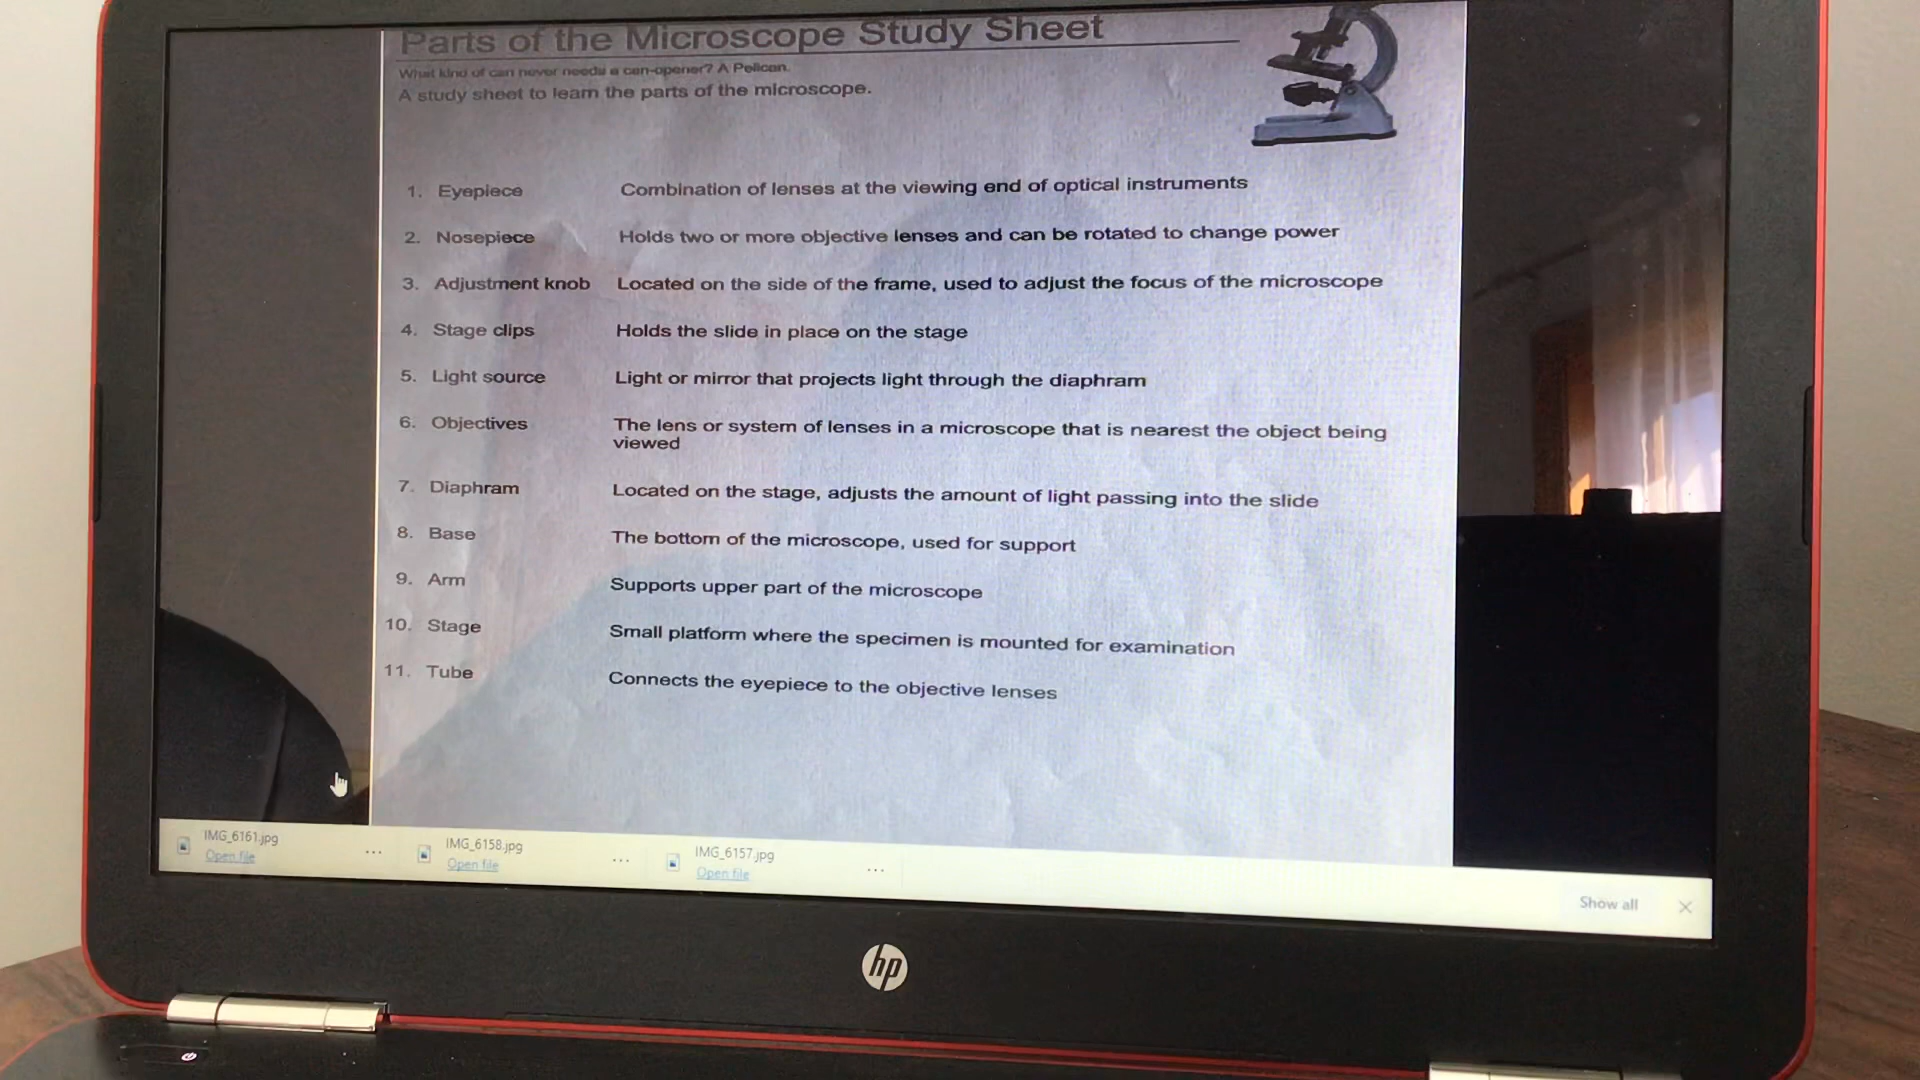 Parts of the Microscope Study Sheet
What kind of can never needs a can-opener? A Pelican.
A study sheet to learn the parts of the microscope.
1. Eyepiece Combination of lenses at the viewing end of optical instruments
2. Nosepiece Holds two or more objective lenses and can be rotated to change power
3. Adjustment knob Located on the side of the frame, used to adjust the focus of the microscope
4. Stage clips Holds the slide in place on the stage
5. Light source Light or mirror that projects light through the diaphram
6. Objectives The lens or system of lenses in a microscope that is nearest the object being
viewed
7. Diaphram Located on the stage, adjusts the amount of light passing into the slide
8. Base The bottom of the microscope, used for support
9. Arm Supports upper part of the microscope
10. Stage Small platform where the specimen is mounted for examination
11. Tube Connects the eyepiece to the objective lenses
IMG_6161.jpg ... IMG_6158.jpg ... IMG_6157.jpg ...
Open file Open file Open file
Show all
hp